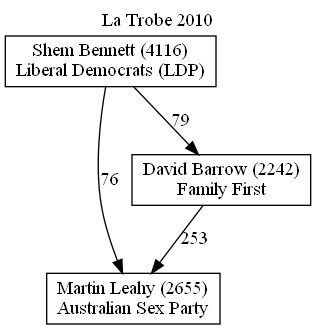 La Trobe 2010
Shem Bennett (4116)
Liberal Democrats (LDP)
79
David Barrow (2242)
Family First
76
253
Martin Leahy (2655)
Australian Sex Party